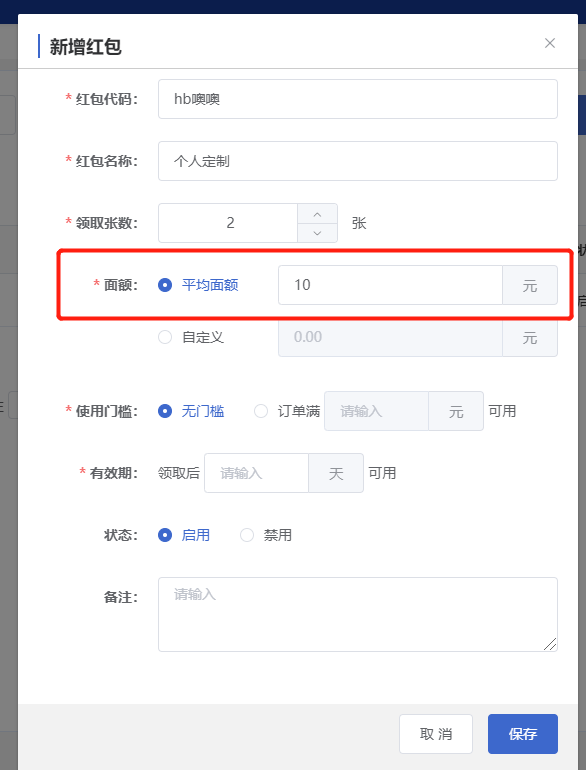 新增红包
* 红包代码： hb噢噢
* 红包名称： 个人定制
* 领取张数： 2 张
* 面额： 平均面额 10 元
自定义 0.00 元
* 使用门槛： 无门槛 订单满 请输入 元 可用
* 有效期： 领取后 请输入 天 可用
状态： 启用 禁用
备注： 请输入
取 消 保存